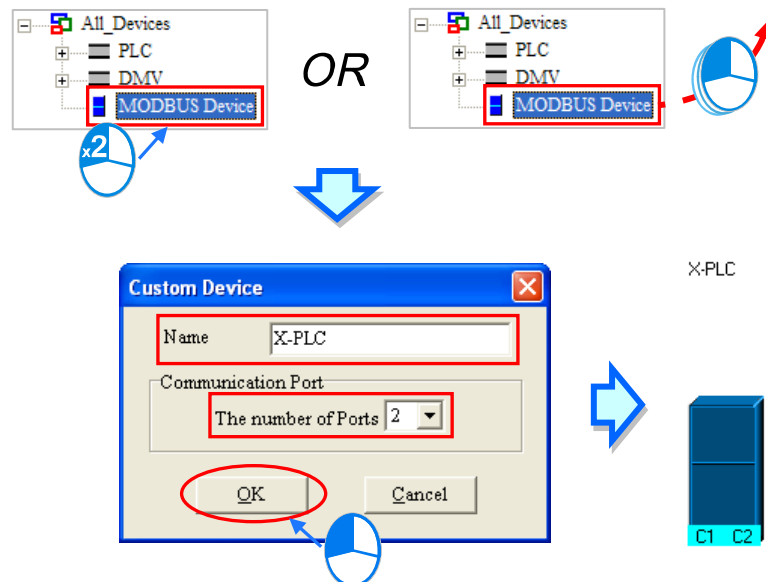 All_Devices
PLC
DMV
MODBUS Device
x2
OR
All_Devices
PLC
DMV
MODBUS Device
Custom Device
Name
X-PLC
Communication Port
The number of Ports
2
OK
Cancel
X-PLC
C1 C2